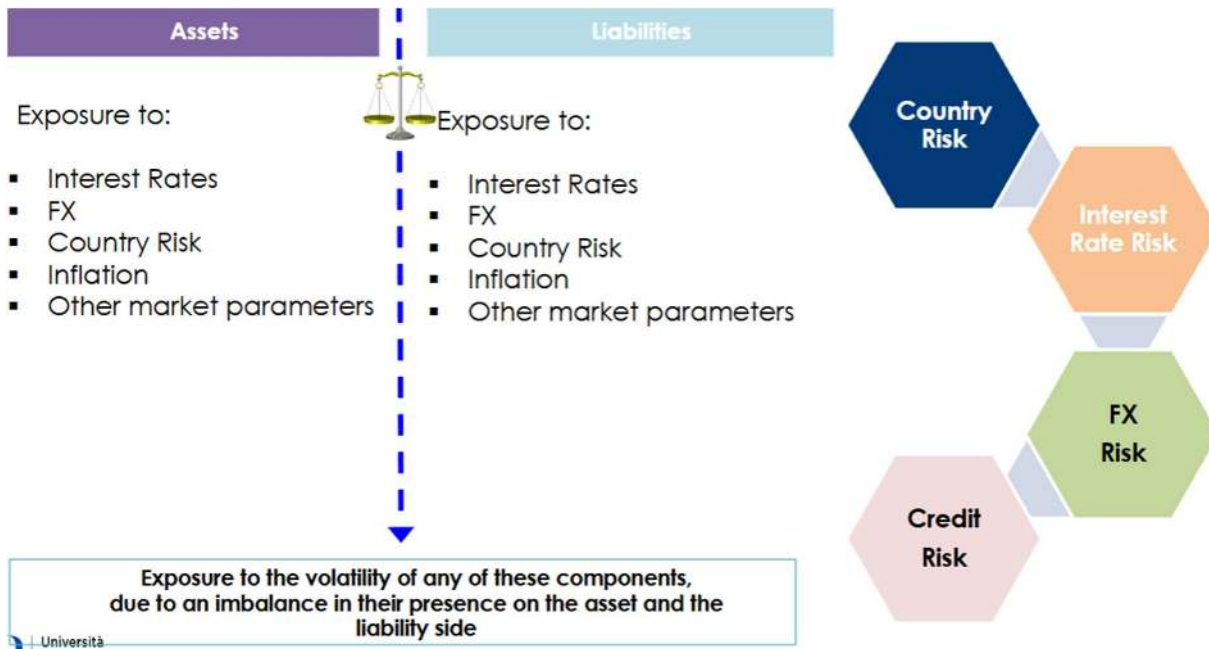 Assets
Liabilities
Exposure to:
▪ Interest Rates
▪ FX
▪ Country Risk
▪ Inflation
▪ Other market parameters
Exposure to:
▪ Interest Rates
▪ FX
▪ Country Risk
▪ Inflation
▪ Other market parameters
Exposure to the volatility of any of these components,
due to an imbalance in their presence on the asset and the
liability side
Country
Risk
Interest
Rate Risk
FX
Risk
Credit
Risk
Università